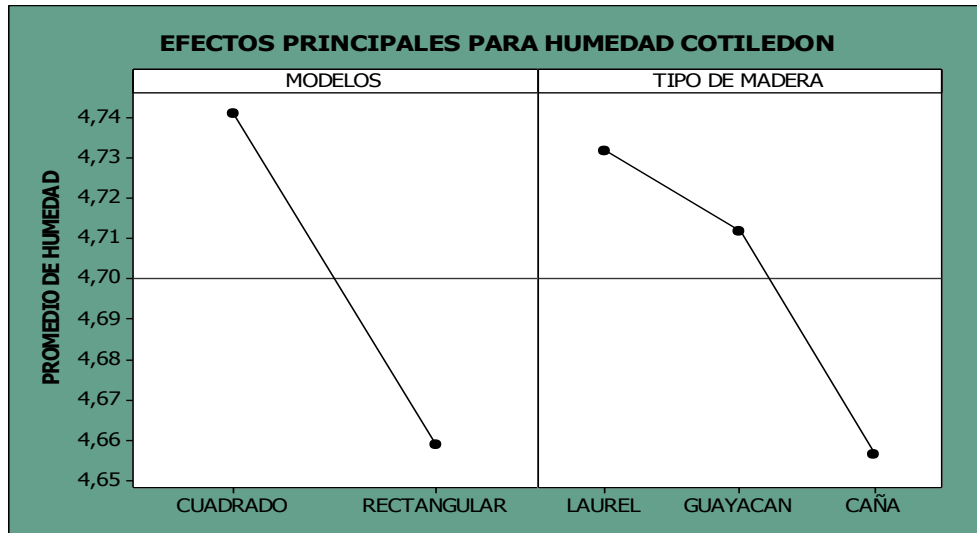 EFECTOS PRINCIPALES PARA HUMEDAD COTILEDON
MODELOS
TIPO DE MADERA
PROMEDIO DE HUMEDAD
4,74
4,73
4,72
4,71
4,70
4,69
4,68
4,67
4,66
4,65
CUADRADO
RECTANGULAR
LAUREL
GUAYACAN
CAÑA